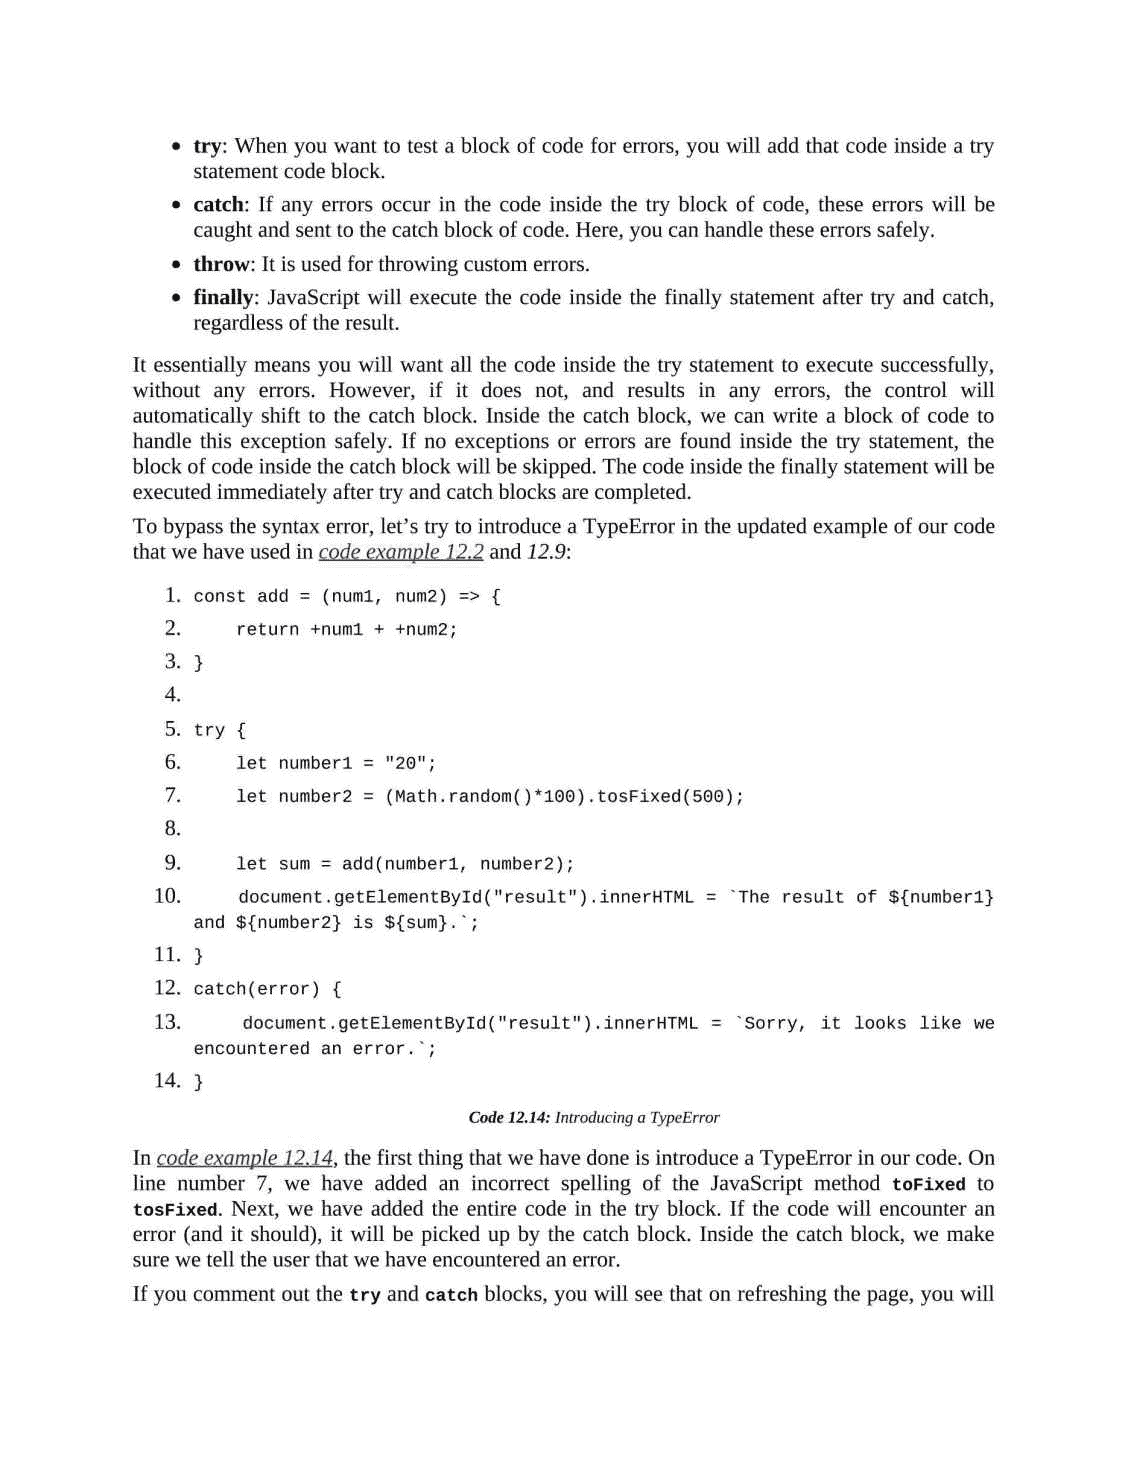 • try: When you want to test a block of code for errors, you will add that code inside a try
statement code block.
• catch: If any errors occur in the code inside the try block of code, these errors will be
caught and sent to the catch block of code. Here, you can handle these errors safely.
• throw: It is used for throwing custom errors.
• finally: JavaScript will execute the code inside the finally statement after try and catch,
regardless of the result.
It essentially means you will want all the code inside the try statement to execute successfully,
without any errors. However, if it does not, and results in any errors, the control will
automatically shift to the catch block. Inside the catch block, we can write a block of code to
handle this exception safely. If no exceptions or errors are found inside the try statement, the
block of code inside the catch block will be skipped. The code inside the finally statement will be
executed immediately after try and catch blocks are completed.
To bypass the syntax error, let’s try to introduce a TypeError in the updated example of our code
that we have used in code example 12.2 and 12.9:
1. const add = (num1, num2) => {
2.     return +num1 + +num2;
3. }
4.
5. try {
6.     let number1 = "20";
7.     let number2 = (Math.random()*100).tosFixed(500);
8.
9.     let sum = add(number1, number2);
10.     document.getElementById("result").innerHTML = `The result of ${number1}
and ${number2} is ${sum}.`;
11. }
12. catch(error) {
13.     document.getElementById("result").innerHTML = `Sorry, it looks like we
encountered an error.`;
14. }
Code 12.14: Introducing a TypeError
In code example 12.14, the first thing that we have done is introduce a TypeError in our code. On
line number 7, we have added an incorrect spelling of the JavaScript method toFixed to
tosFixed. Next, we have added the entire code in the try block. If the code will encounter an
error (and it should), it will be picked up by the catch block. Inside the catch block, we make
sure we tell the user that we have encountered an error.
If you comment out the try and catch blocks, you will see that on refreshing the page, you will